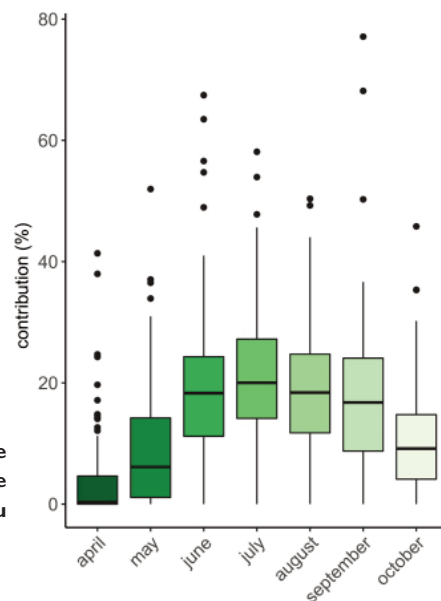 80
60
40
20
0
contribution (%)
e
e
u
april
may
june
july
august
september
october